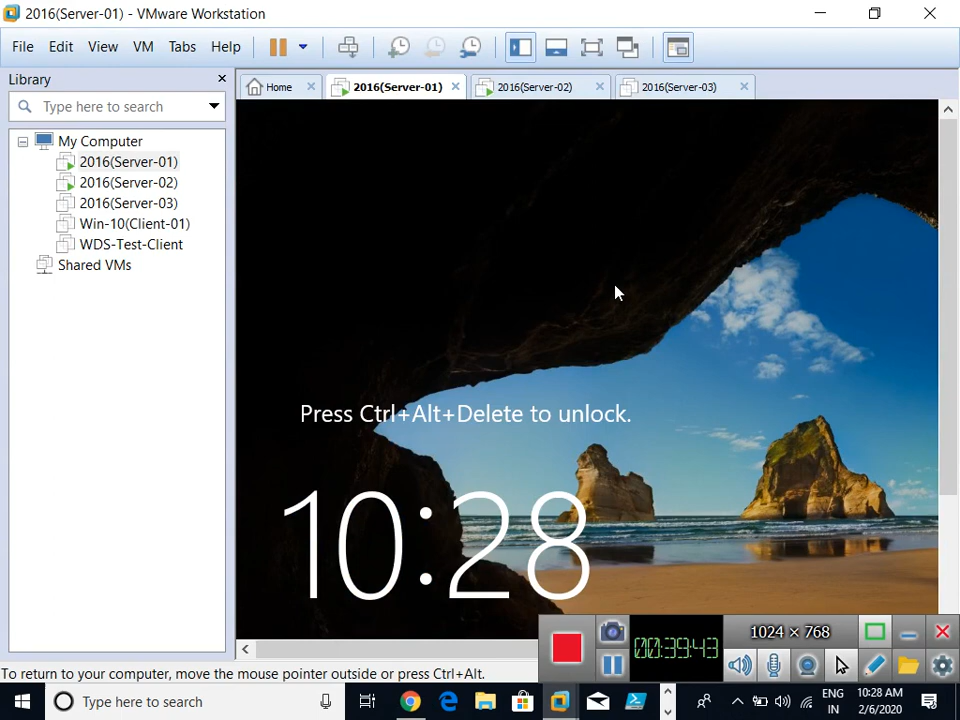 2016(Server-01) - VMware Workstation
File Edit View VM Tabs Help
Library
Type here to search
My Computer
2016(Server-01)
2016(Server-02)
2016(Server-03)
Win-10(Client-01)
WDS-Test-Client
Shared VMs
Home 2016(Server-01) 2016(Server-02) 2016(Server-03)
Press Ctrl+Alt+Delete to unlock.
10:28
1024 × 768
00:39:43
To return to your computer, move the mouse pointer outside or press Ctrl+Alt.
Type here to search
ENG
IN
10:28 AM
2/6/2020